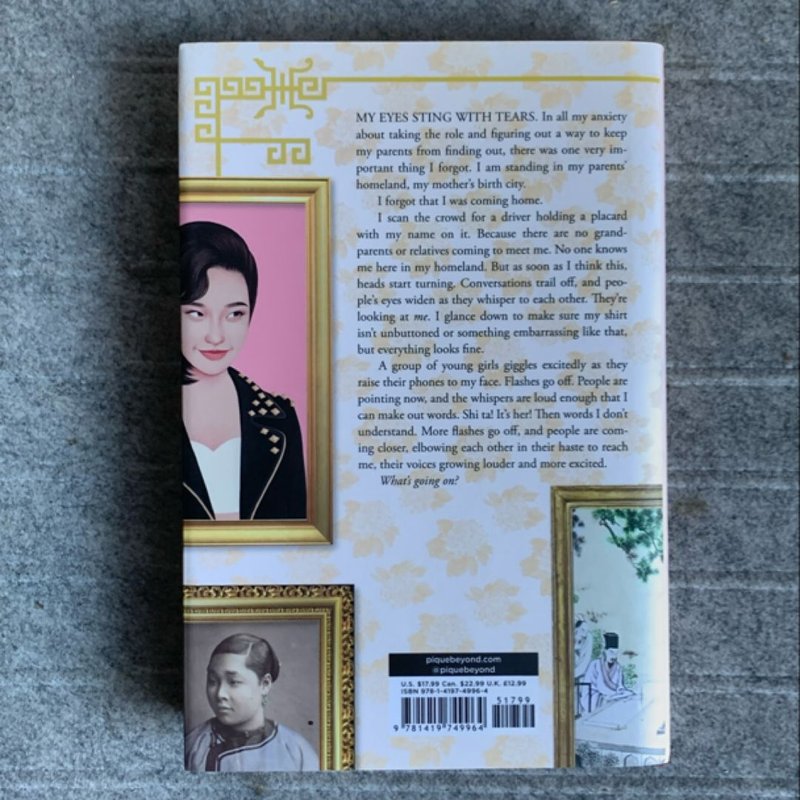 MY EYES STING WITH TEARS. In all my anxiety
about taking the role and figuring out a way to keep
my parents from finding out, there was one very im-
portant thing I forgot. I am standing in my parents'
homeland, my mother's birth city.
I forgot that I was coming home.
I scan the crowd for a driver holding a placard
with my name on it. Because there are no grand-
parents or relatives coming to meet me. No one knows
me here in my homeland. But as soon as I think this,
heads start turning. Conversations trail off, and peo-
ple's eyes widen as they whisper to each other. They're
looking at me. I glance down to make sure my shirt
isn't unbuttoned or something embarrassing like that,
but everything looks fine.
A group of young girls giggles excitedly as they
raise their phones to my face. Flashes go off. People are
pointing now, and the whispers are loud enough that I
can make out words. Shi ta! It's her! Then words I don't
understand. More flashes go off, and people are com-
ing closer, elbowing each other in their haste to reach
me, their voices growing louder and more excited.
What's going on?
piquebeyond.com
@piquebeyond
U.S. $17.99 Can. $22.99 U.K. £12.99
ISBN 978-1-4197-4996-4
51799
9 781419 749964